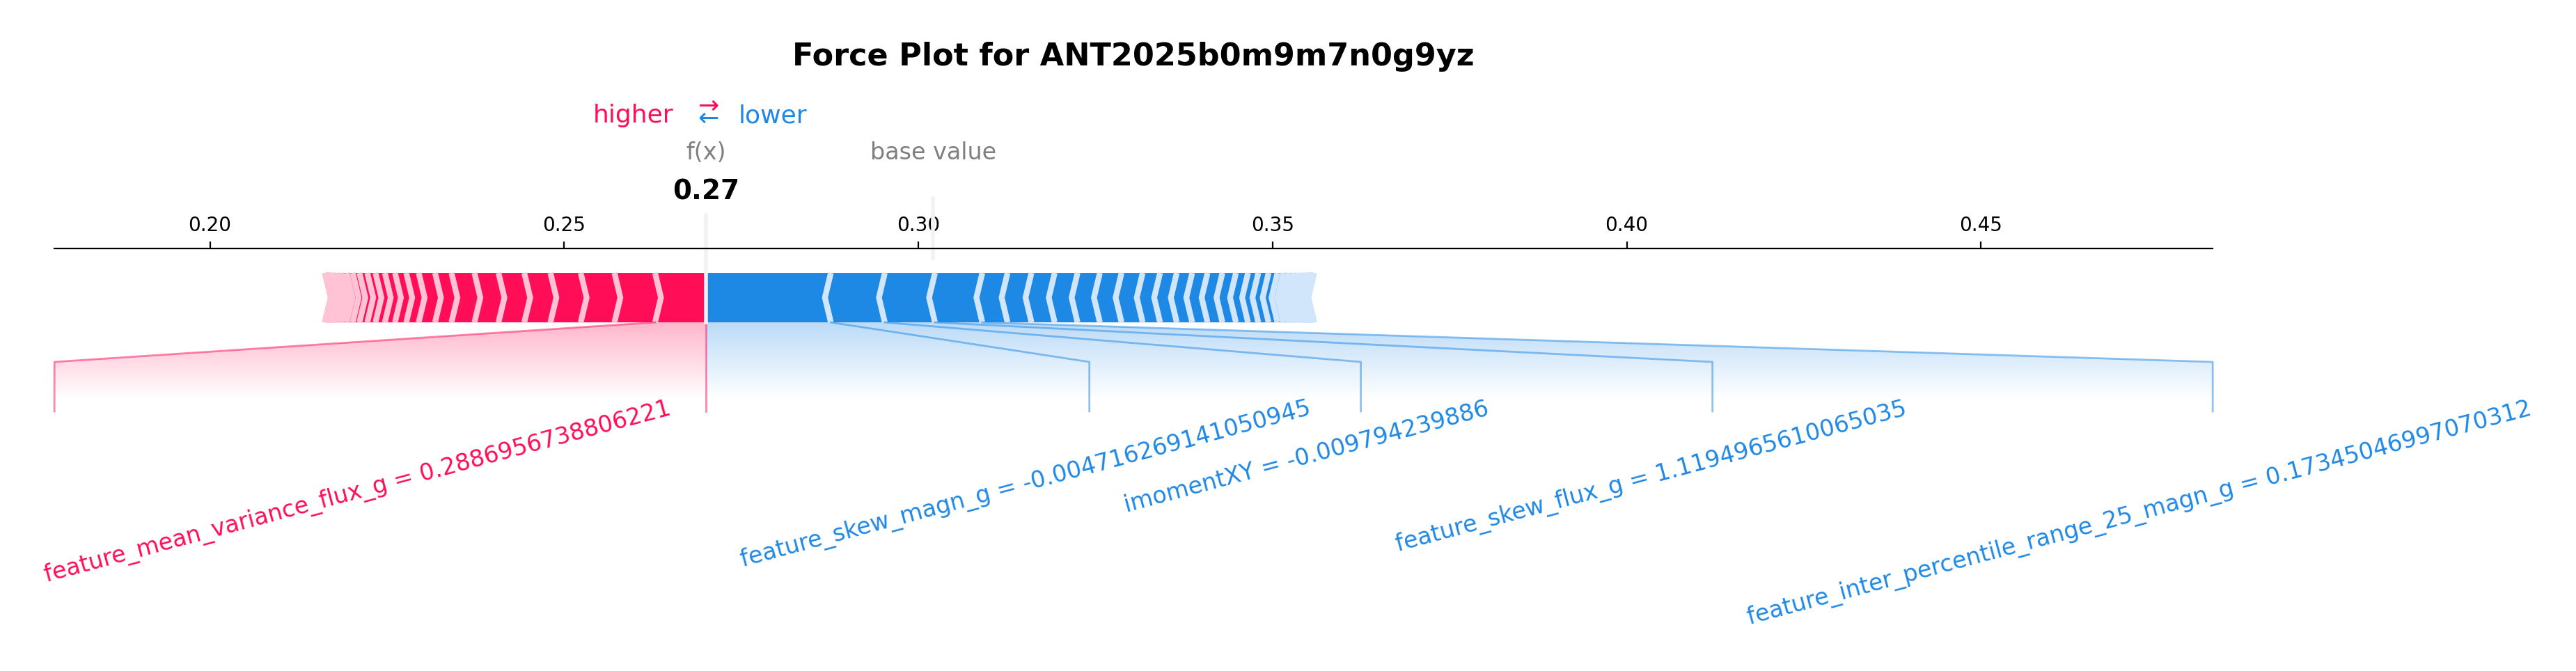 Force Plot for ANT2025b0m9m7n0g9yz
higher ⇄ lower
f(x) base value
0.27
0.20 0.25 0.30 0.35 0.40 0.45
feature_mean_variance_flux_g = 0.2886956738806221
feature_skew_magn_g = -0.004716269141050945
imomentXY = -0.009794239886
feature_skew_flux_g = 1.1194965610065035
feature_inter_percentile_range_25_magn_g = 0.17345046997070312